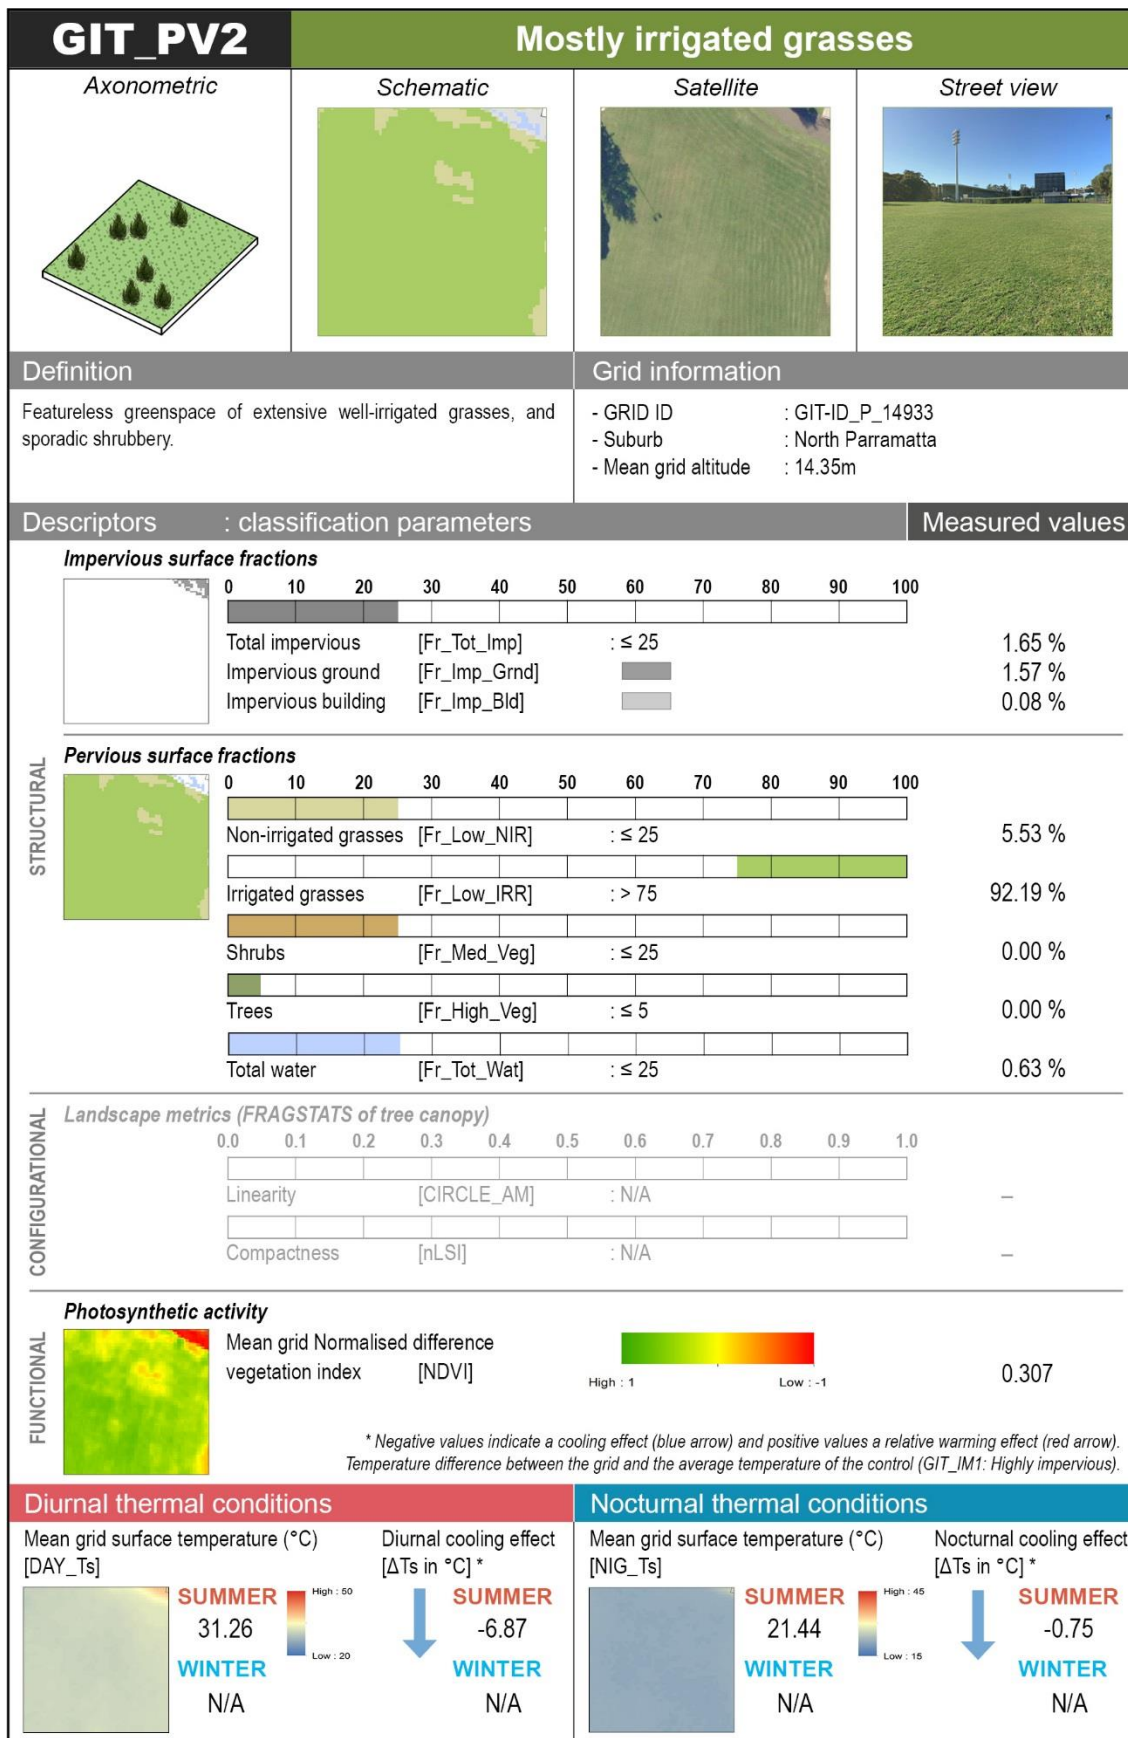 GIT_PV2
Mostly irrigated grasses
Axonometric
Schematic
Satellite
Street view
Definition
Grid information
Featureless greenspace of extensive well-irrigated grasses, and
sporadic shrubbery.
- GRID ID : GIT-ID_P_14933
- Suburb : North Parramatta
- Mean grid altitude : 14.35m
Descriptors : classification parameters
Measured values
STRUCTURAL
Impervious surface fractions
0 10 20 30 40 50 60 70 80 90 100
Total impervious [Fr_Tot_Imp] : ≤ 25 1.65 %
Impervious ground [Fr_Imp_Grnd] 1.57 %
Impervious building [Fr_Imp_Bld] 0.08 %
Pervious surface fractions
0 10 20 30 40 50 60 70 80 90 100
Non-irrigated grasses [Fr_Low_NIR] : ≤ 25 5.53 %
Irrigated grasses [Fr_Low_IRR] : > 75 92.19 %
Shrubs [Fr_Med_Veg] : ≤ 25 0.00 %
Trees [Fr_High_Veg] : ≤ 5 0.00 %
Total water [Fr_Tot_Wat] : ≤ 25 0.63 %
CONFIGURATIONAL
Landscape metrics (FRAGSTATS of tree canopy)
0.0 0.1 0.2 0.3 0.4 0.5 0.6 0.7 0.8 0.9 1.0
Linearity [CIRCLE_AM] : N/A –
Compactness [nLSI] : N/A –
FUNCTIONAL
Photosynthetic activity
Mean grid Normalised difference
vegetation index [NDVI] 0.307
High : 1 Low : -1
* Negative values indicate a cooling effect (blue arrow) and positive values a relative warming effect (red arrow).
Temperature difference between the grid and the average temperature of the control (GIT_IM1: Highly impervious).
Diurnal thermal conditions
Mean grid surface temperature (°C)
[DAY_Ts]
SUMMER
31.26
WINTER
N/A
High : 50
Low : 20
Diurnal cooling effect
[ΔTs in °C] *
SUMMER
-6.87
WINTER
N/A
Nocturnal thermal conditions
Mean grid surface temperature (°C)
[NIG_Ts]
SUMMER
21.44
WINTER
N/A
High : 45
Low : 15
Nocturnal cooling effect
[ΔTs in °C] *
SUMMER
-0.75
WINTER
N/A